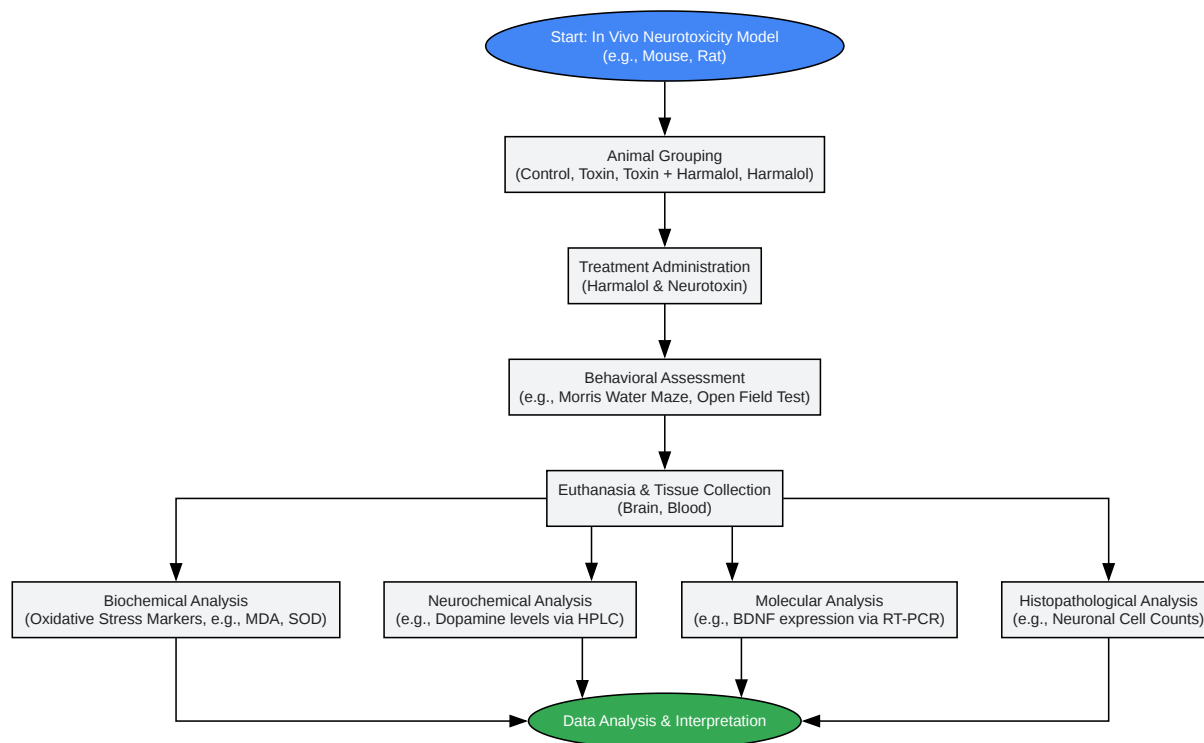 Start: In Vivo Neurotoxicity Model
(e.g., Mouse, Rat)
Animal Grouping
(Control, Toxin, Toxin + Harmalol, Harmalol)
Treatment Administration
(Harmalol & Neurotoxin)
Behavioral Assessment
(e.g., Morris Water Maze, Open Field Test)
Euthanasia & Tissue Collection
(Brain, Blood)
Biochemical Analysis
(Oxidative Stress Markers, e.g., MDA, SOD)
Neurochemical Analysis
(e.g., Dopamine levels via HPLC)
Molecular Analysis
(e.g., BDNF expression via RT-PCR)
Histopathological Analysis
(e.g., Neuronal Cell Counts)
Data Analysis & Interpretation